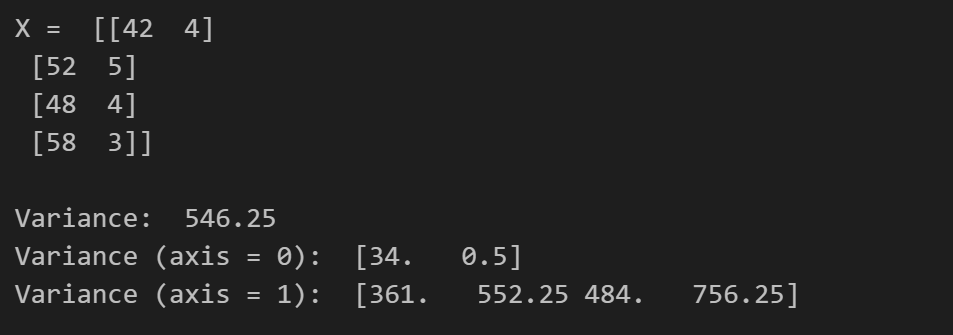 X =  [[42  4]
 [52  5]
 [48  4]
 [58  3]]

Variance:  546.25
Variance (axis = 0):  [34.   0.5]
Variance (axis = 1):  [361.   552.25 484.   756.25]